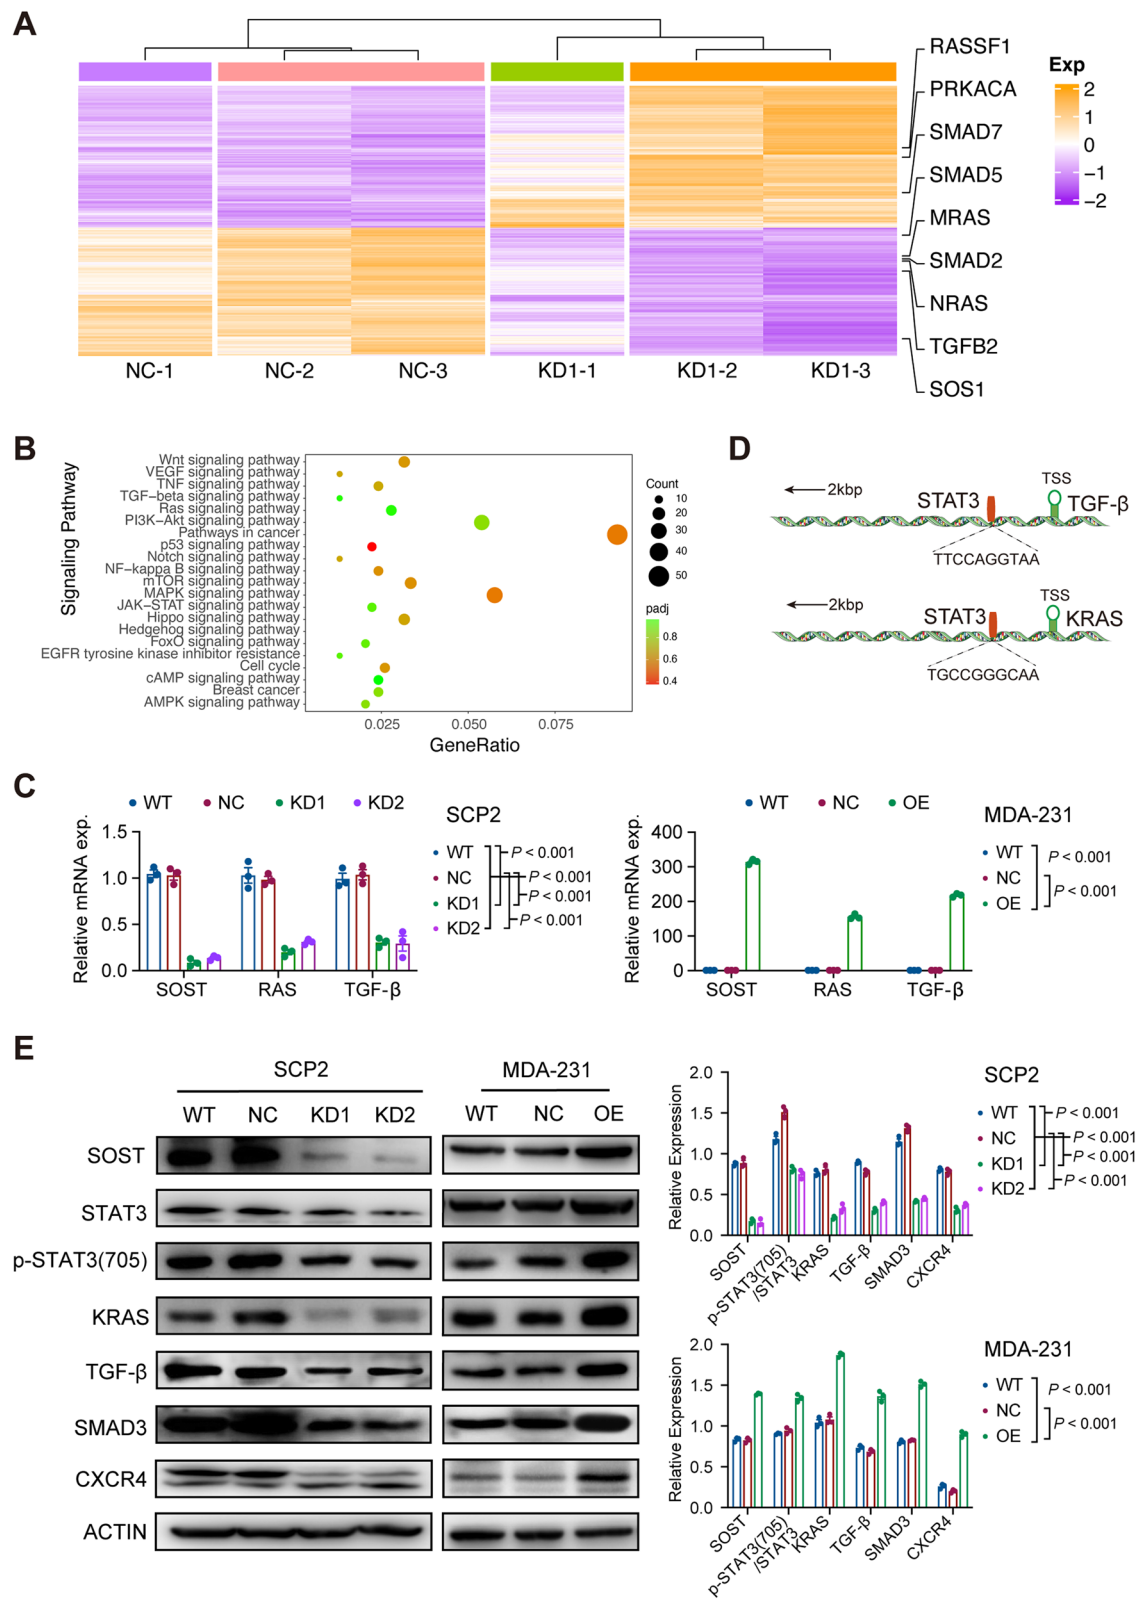 A
RASSF1
PRKACA
SMAD7
SMAD5
MRAS
SMAD2
NRAS
TGFB2
SOS1
Exp
2
1
0
−1
−2
NC-1
NC-2
NC-3
KD1-1
KD1-2
KD1-3
B
Signaling Pathway
Wnt signaling pathway
VEGF signaling pathway
TNF signaling pathway
TGF−beta signaling pathway
Ras signaling pathway
PI3K−Akt signaling pathway
Pathways in cancer
p53 signaling pathway
Notch signaling pathway
NF−kappa B signaling pathway
mTOR signaling pathway
MAPK signaling pathway
JAK−STAT signaling pathway
Hippo signaling pathway
Hedgehog signaling pathway
FoxO signaling pathway
EGFR tyrosine kinase inhibitor resistance
Cell cycle
cAMP signaling pathway
Breast cancer
AMPK signaling pathway
0.025
0.050
0.075
GeneRatio
Count
10
20
30
40
50
padj
0.8
0.6
0.4
D
2kbp
STAT3
TSS
TGF-β
TTCCAGGTAA
2kbp
STAT3
TSS
KRAS
TGCCGGGCAA
C
WT NC KD1 KD2
Relative mRNA exp.
1.5
1.0
0.5
0.0
SOST RAS TGF-β
SCP2
WT
NC
KD1
KD2
P < 0.001
P < 0.001
P < 0.001
P < 0.001
WT NC OE
Relative mRNA exp.
400
300
200
100
0
SOST RAS TGF-β
MDA-231
WT
NC
OE
P < 0.001
P < 0.001
E
SCP2
WT NC KD1 KD2
MDA-231
WT NC OE
SOST
STAT3
p-STAT3(705)
KRAS
TGF-β
SMAD3
CXCR4
ACTIN
Relative Expression
2.0
1.5
1.0
0.5
0.0
SOST
p-STAT3(705)
/STAT3
KRAS
TGF-β
SMAD3
CXCR4
SCP2
WT
NC
KD1
KD2
P < 0.001
P < 0.001
P < 0.001
P < 0.001
Relative Expression
2.0
1.5
1.0
0.5
0.0
SOST
p-STAT3(705)
/STAT3
KRAS
TGF-β
SMAD3
CXCR4
MDA-231
WT
NC
OE
P < 0.001
P < 0.001